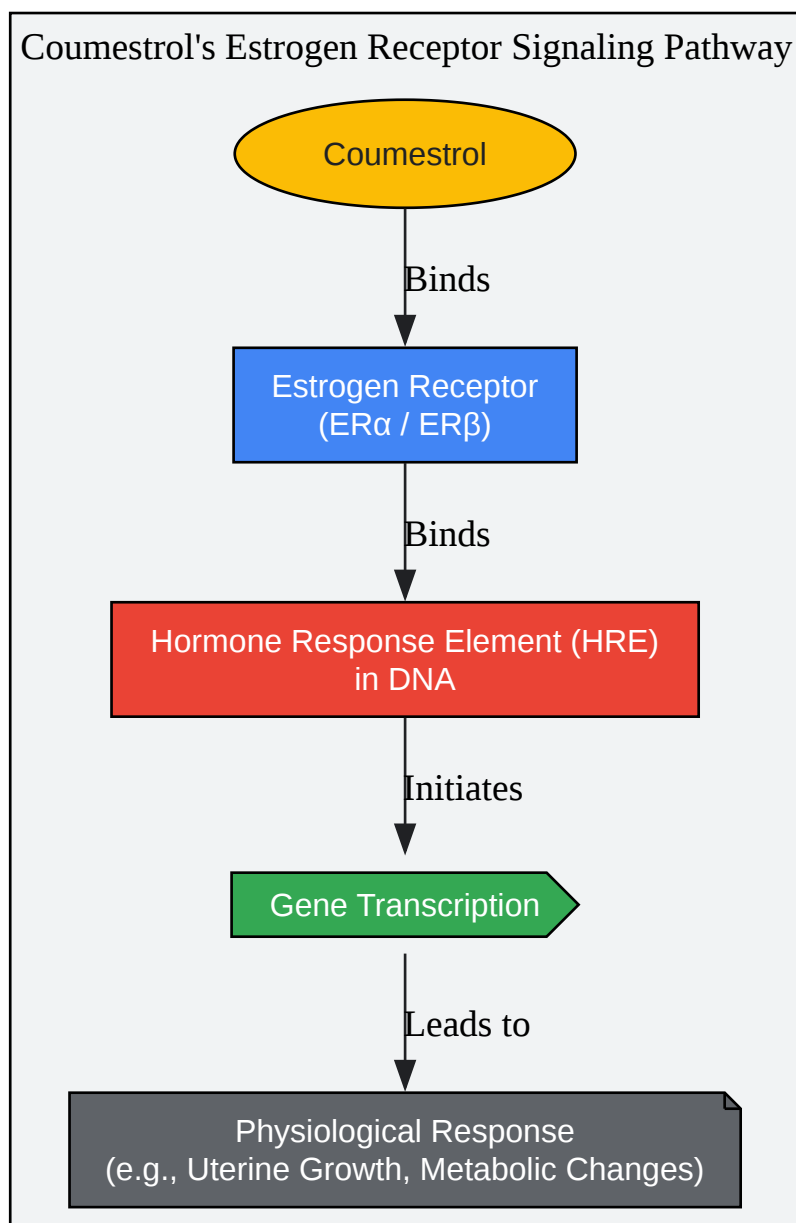 Coumestrol's Estrogen Receptor Signaling Pathway
Coumestrol
Binds
Estrogen Receptor
(ERα / ERβ)
Binds
Hormone Response Element (HRE)
in DNA
Initiates
Gene Transcription
Leads to
Physiological Response
(e.g., Uterine Growth, Metabolic Changes)